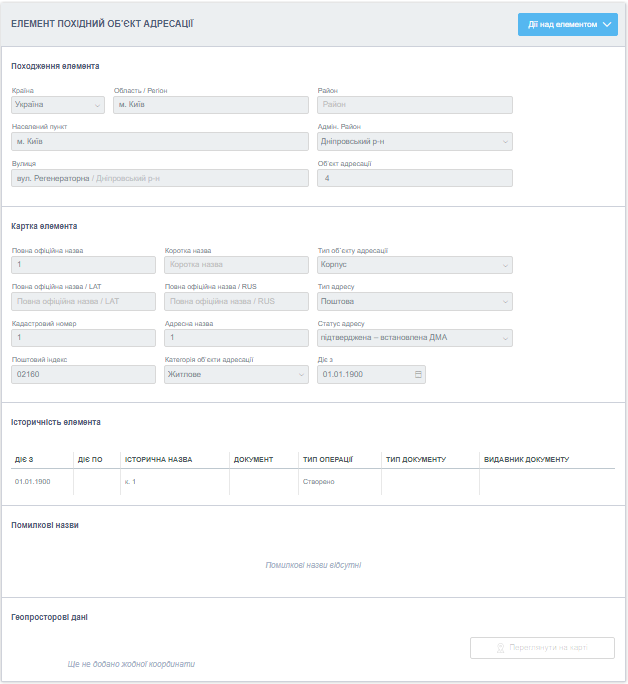 ЕЛЕМЕНТ ПОХІДНИЙ ОБ'ЄКТ АДРЕСАЦІЇ
Дії над елементом
Походження елемента
Країна Область / Регіон Район
Україна м. Київ Район
Населений пункт Адмін. Район
м. Київ Дніпровський р-н
Вулиця Об'єкт адресації
вул. Регенераторна / Дніпровський р-н 4
Картка елемента
Повна офіційна назва Коротка назва Тип об'єкту адресації
1 Коротка назва Корпус
Повна офіційна назва / LAT Повна офіційна назва / RUS Тип адресу
Повна офіційна назва / LAT Повна офіційна назва / RUS Поштова
Кадастровий номер Адресна назва Статус адресу
1 1 підтверджена – встановлена ДМА
Поштовий індекс Категорія об'єкти адресації Діє з
02160 Житлове 01.01.1900
Історичність елемента
ДІЄ З ДІЄ ПО ІСТОРИЧНА НАЗВА ДОКУМЕНТ ТИП ОПЕРАЦІЇ ТИП ДОКУМЕНТУ ВИДАВНИК ДОКУМЕНТУ
01.01.1900 к. 1 Створено
Помилкові назви
Помилкові назви відсутні
Геопросторові дані
Переглянути на карті
Ще не додано жодної координати